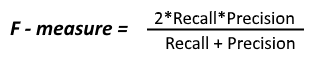 F - measure = 2*Recall*Precision
Recall + Precision